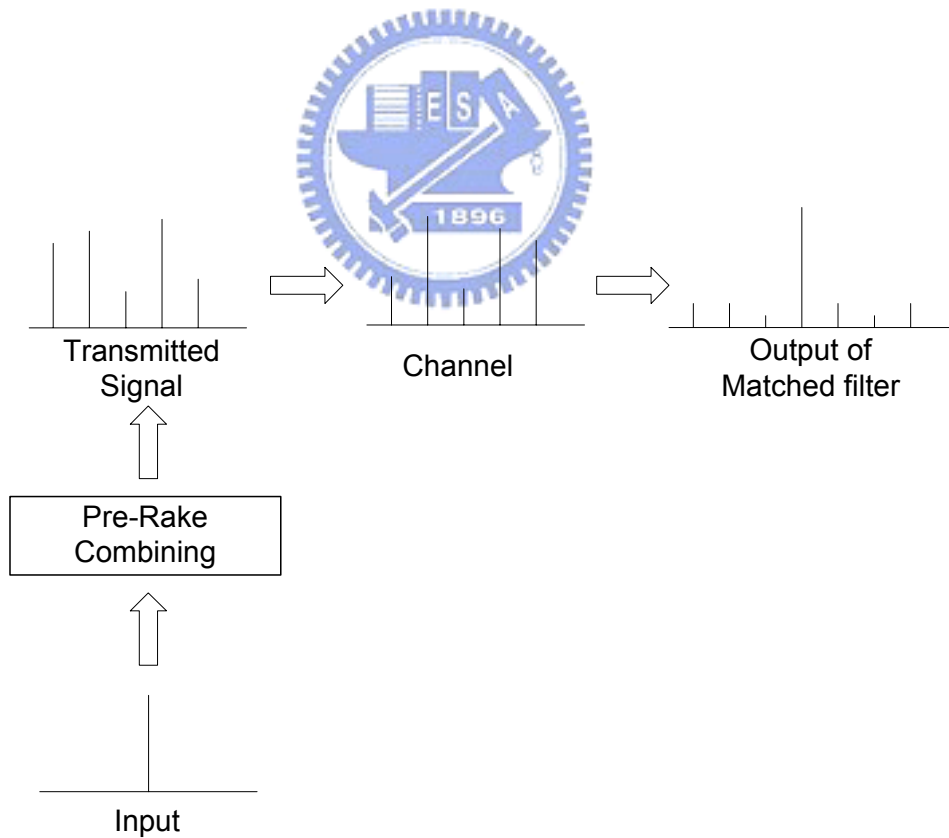 E S A
1896
Transmitted
Signal
Channel
Output of
Matched filter
Pre-Rake
Combining
Input